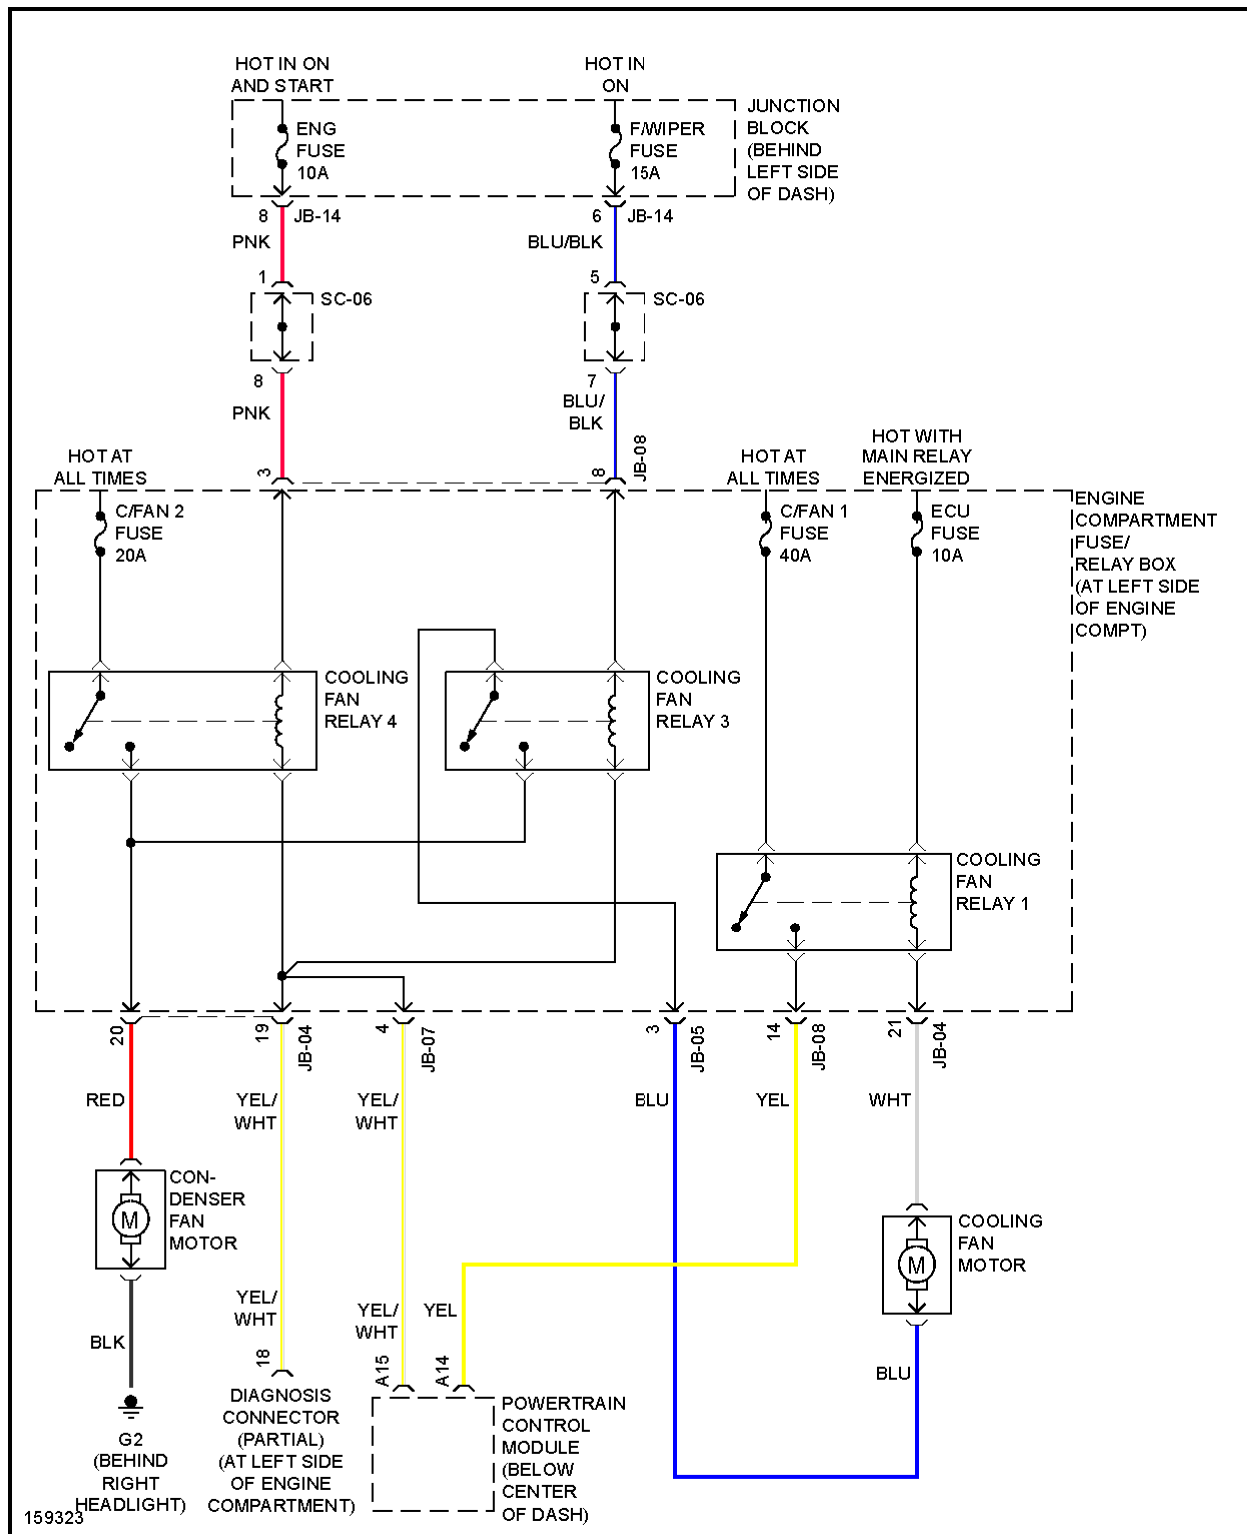 HOT IN ON
AND START
HOT IN
ON
JUNCTION
BLOCK
(BEHIND
LEFT SIDE
OF DASH)
ENG
FUSE
10A
F/WIPER
FUSE
15A
8
JB-14
6
JB-14
PNK
BLU/BLK
1
SC-06
5
SC-06
8
7
PNK
BLU/
BLK
3
8
JB-08
HOT AT
ALL TIMES
HOT AT
ALL TIMES
HOT WITH
MAIN RELAY
ENERGIZED
C/FAN 2
FUSE
20A
C/FAN 1
FUSE
40A
ECU
FUSE
10A
ENGINE
COMPARTMENT
FUSE/
RELAY BOX
(AT LEFT SIDE
OF ENGINE
COMPT)
COOLING
FAN
RELAY 4
COOLING
FAN
RELAY 3
COOLING
FAN
RELAY 1
20
19
JB-04
4
JB-07
3
JB-05
14
JB-08
21
JB-04
RED
YEL/
WHT
YEL/
WHT
BLU
YEL
WHT
CON-
DENSER
FAN
MOTOR
M
COOLING
FAN
MOTOR
M
YEL/
WHT
YEL/
WHT
YEL
BLK
18
A15
A14
BLU
G2
(BEHIND
RIGHT
HEADLIGHT)
DIAGNOSIS
CONNECTOR
(PARTIAL)
(AT LEFT SIDE
OF ENGINE
COMPARTMENT)
POWERTRAIN
CONTROL
MODULE
(BELOW
CENTER
OF DASH)
159323